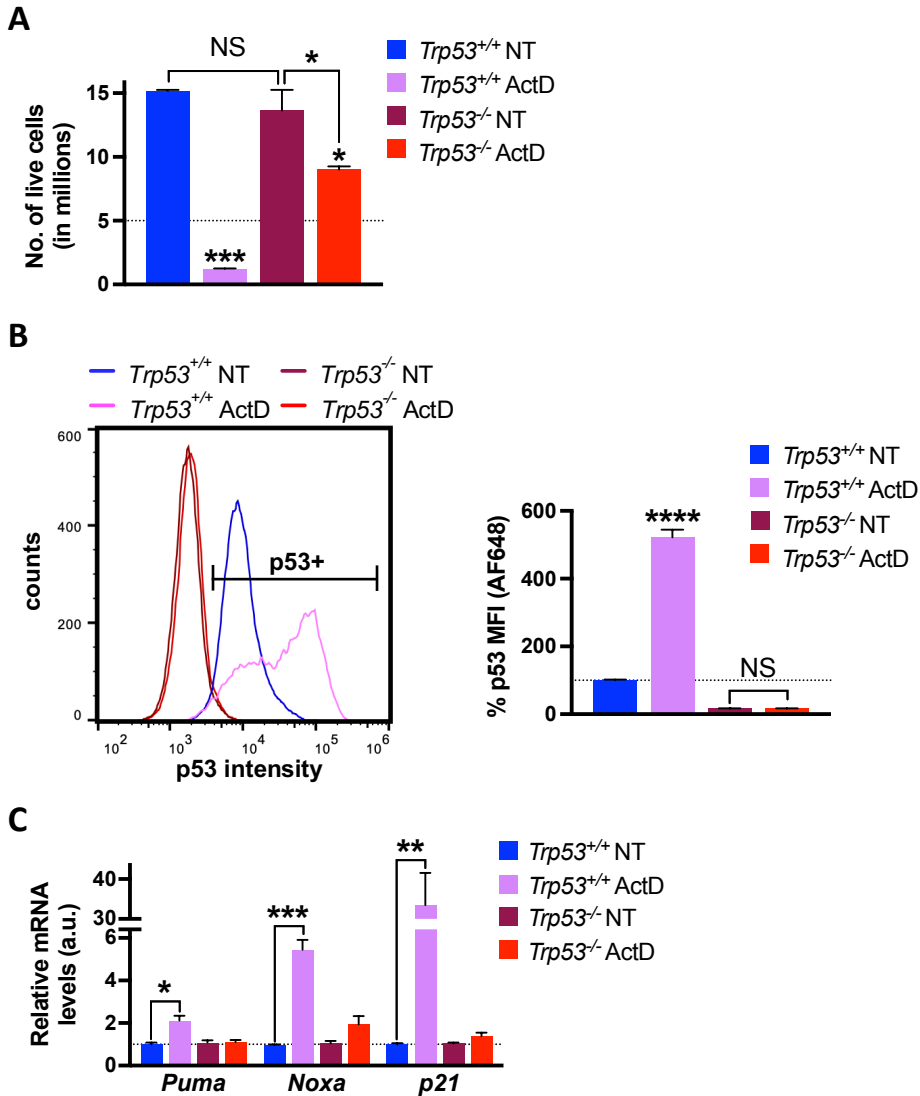 A
NS
*
Trp53+/+ NT
Trp53+/+ ActD
Trp53-/- NT
Trp53-/- ActD
No. of live cells
(in millions)
15
10
5
0
***
*
B
Trp53+/+ NT
Trp53-/- NT
Trp53+/+ ActD
Trp53-/- ActD
counts
600
400
200
0
p53+
10^2
10^3
10^4
10^5
10^6
p53 intensity
Trp53+/+ NT
Trp53+/+ ActD
Trp53-/- NT
Trp53-/- ActD
% p53 MFI (AF648)
600
400
200
0
****
NS
C
Trp53+/+ NT
Trp53+/+ ActD
Trp53-/- NT
Trp53-/- ActD
Relative mRNA
levels (a.u.)
40
30
6
4
2
0
*
***
**
Puma
Noxa
p21